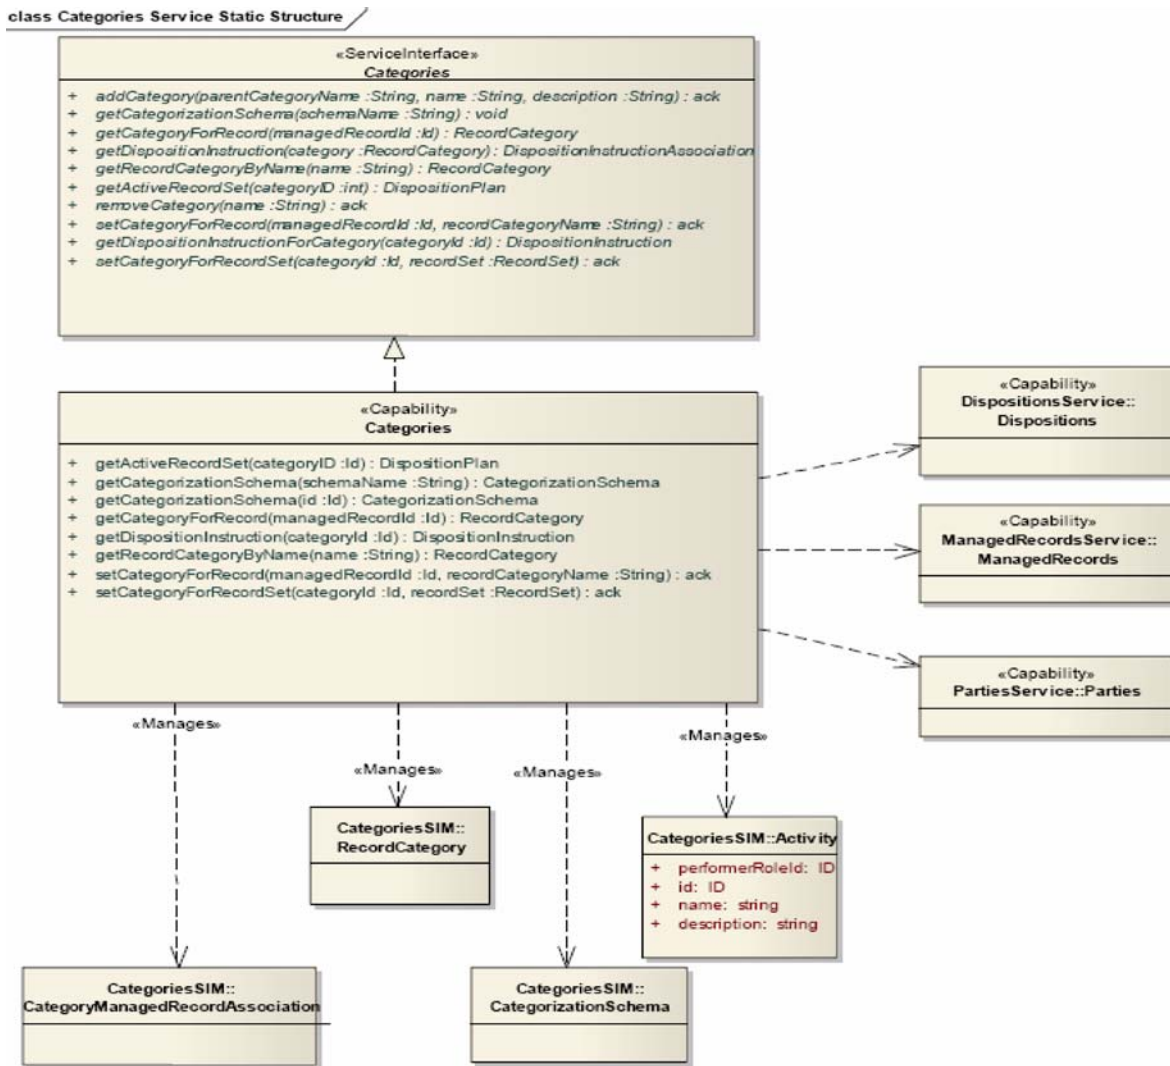 class Categories Service Static Structure
«ServiceInterface»
Categories
+ addCategory(parentCategoryName :String, name :String, description :String) : ack
+ getCategorizationSchema(schemaName :String) : void
+ getCategoryForRecord(managedRecordId :Id) : RecordCategory
+ getDispositionInstruction(category :RecordCategory) : DispositionInstructionAssociation
+ getRecordCategoryByName(name :String) : RecordCategory
+ getActiveRecordSet(categoryID :int) : DispositionPlan
+ removeCategory(name :String) : ack
+ setCategoryForRecord(managedRecordId :Id, recordCategoryName :String) : ack
+ getDispositionInstructionForCategory(categoryId :Id) : DispositionInstruction
+ setCategoryForRecordSet(categoryId :Id, recordSet :RecordSet) : ack
«Capability»
Categories
+ getActiveRecordSet(categoryID :Id) : DispositionPlan
+ getCategorizationSchema(schemaName :String) : CategorizationSchema
+ getCategorizationSchema(id :Id) : CategorizationSchema
+ getCategoryForRecord(managedRecordId :Id) : RecordCategory
+ getDispositionInstruction(categoryId :Id) : DispositionInstruction
+ getRecordCategoryByName(name :String) : RecordCategory
+ setCategoryForRecord(managedRecordId :Id, recordCategoryName :String) : ack
+ setCategoryForRecordSet(categoryId :Id, recordSet :RecordSet) : ack
«Capability»
DispositionsService::
Dispositions
«Capability»
ManagedRecordsService::
ManagedRecords
«Capability»
PartiesService::Parties
«Manages»
«Manages»
«Manages»
«Manages»
CategoriesSIM::
RecordCategory
CategoriesSIM::Activity
+ performerRoleId: ID
+ id: ID
+ name: string
+ description: string
CategoriesSIM::
CategoryManagedRecordAssociation
CategoriesSIM::
CategorizationSchema